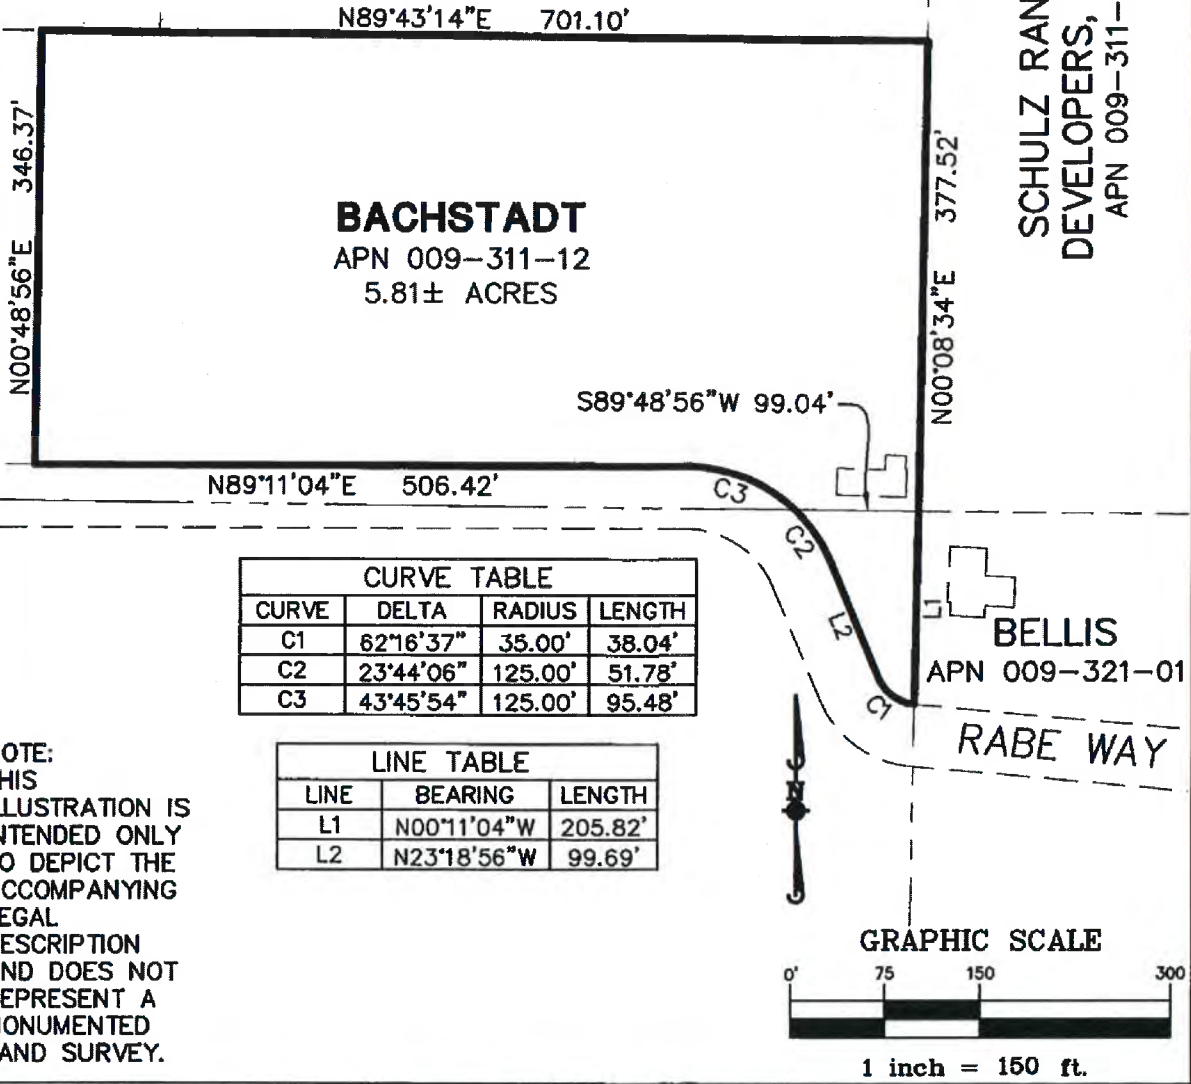 N89°43'14"E 701.10'
SCHULZ RAN
DEVELOPERS,
APN 009-311-
N00°48'56"E 346.37'
BACHSTADT
APN 009-311-12
5.81± ACRES
N00°08'34"E 377.52'
S89°48'56"W 99.04'
N89°11'04"E 506.42'
C3
C2
L2
L1
C1
BELLIS
APN 009-321-01
RABE WAY
CURVE TABLE
CURVE DELTA RADIUS LENGTH
C1 62°16'37" 35.00' 38.04'
C2 23°44'06" 125.00' 51.78'
C3 43°45'54" 125.00' 95.48'
LINE TABLE
LINE BEARING LENGTH
L1 N00°11'04"W 205.82'
L2 N23°18'56"W 99.69'
OTE:
HIS
LUSTRATION IS
NTENDED ONLY
O DEPICT THE
CCOMPANYING
EGAL
ESCRIPTION
ND DOES NOT
EPRESENT A
MONUMENTED
AND SURVEY.
N
GRAPHIC SCALE
0' 75 150 300
1 inch = 150 ft.